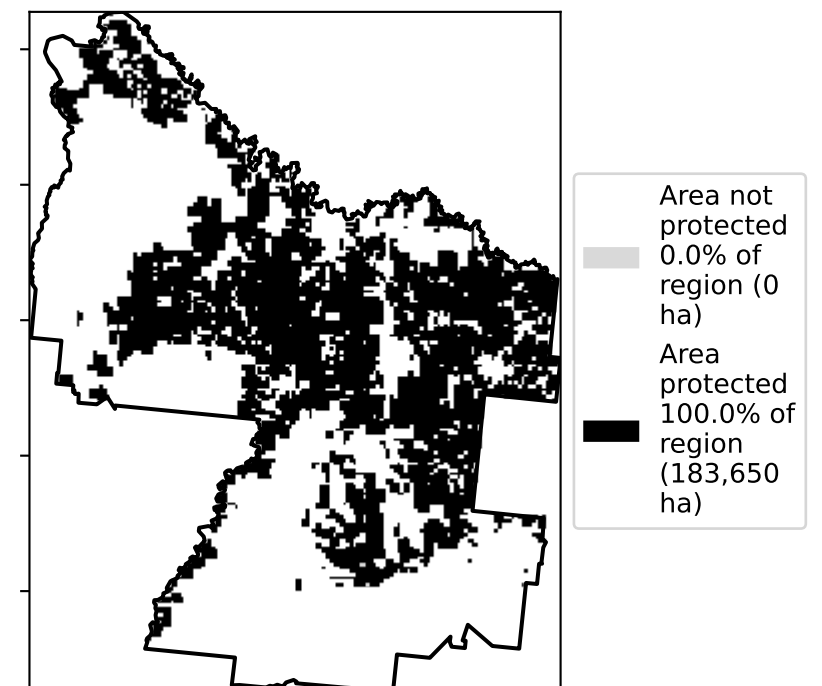 Area not
protected
0.0% of
region (0
ha)
Area
protected
100.0% of
region
(183,650
ha)